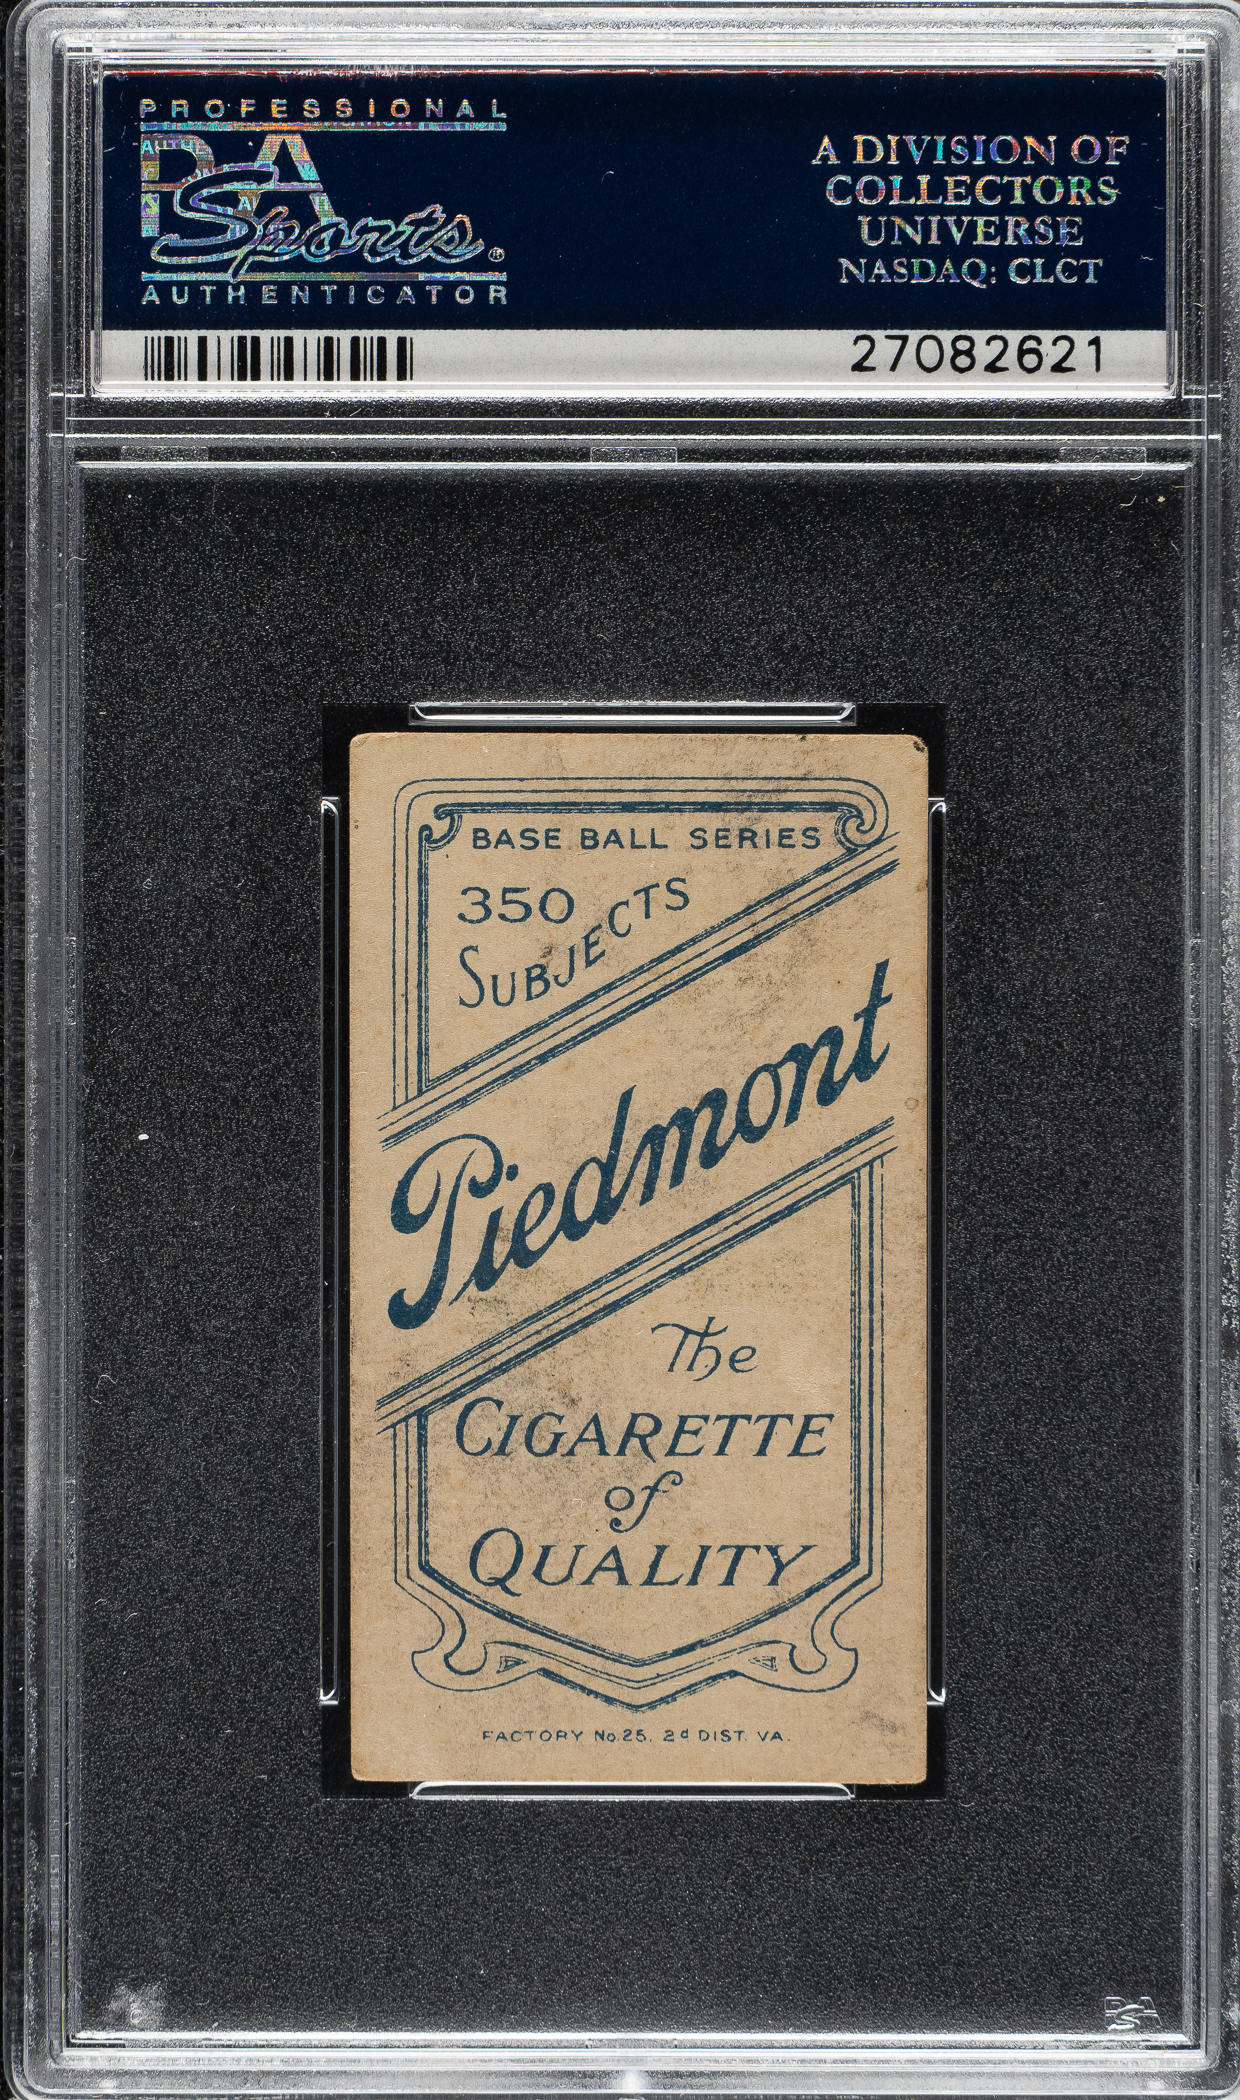 PROFESSIONAL
PSA
Sports®
AUTHENTICATOR
A DIVISION OF
COLLECTORS
UNIVERSE
NASDAQ: CLCT
27082621
BASE BALL SERIES
350
SUBJECTS
Piedmont
The
CIGARETTE
of
QUALITY
FACTORY No. 25, 2d DIST. VA.
PSA